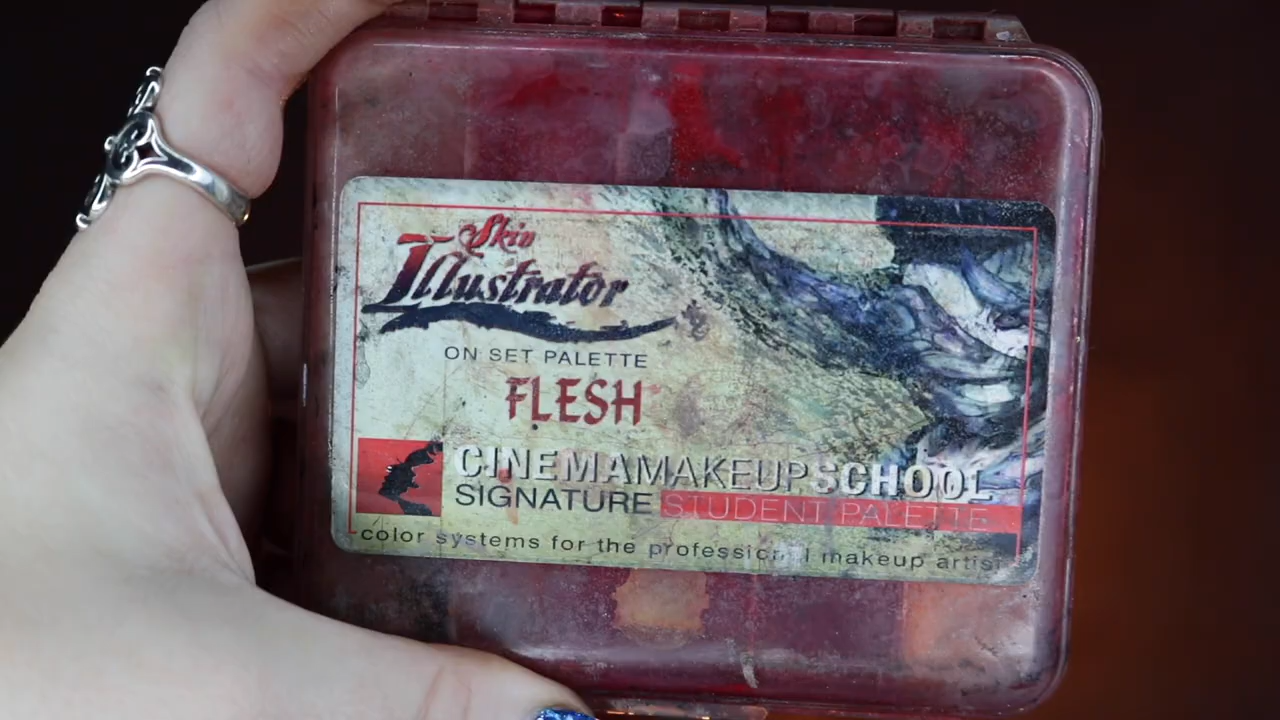 Skin
Illustrator
ON SET PALETTE
FLESH
CINEMAMAKEUPSCHOOL
SIGNATURE STUDENT PALETTE
color systems for the professional makeup artist